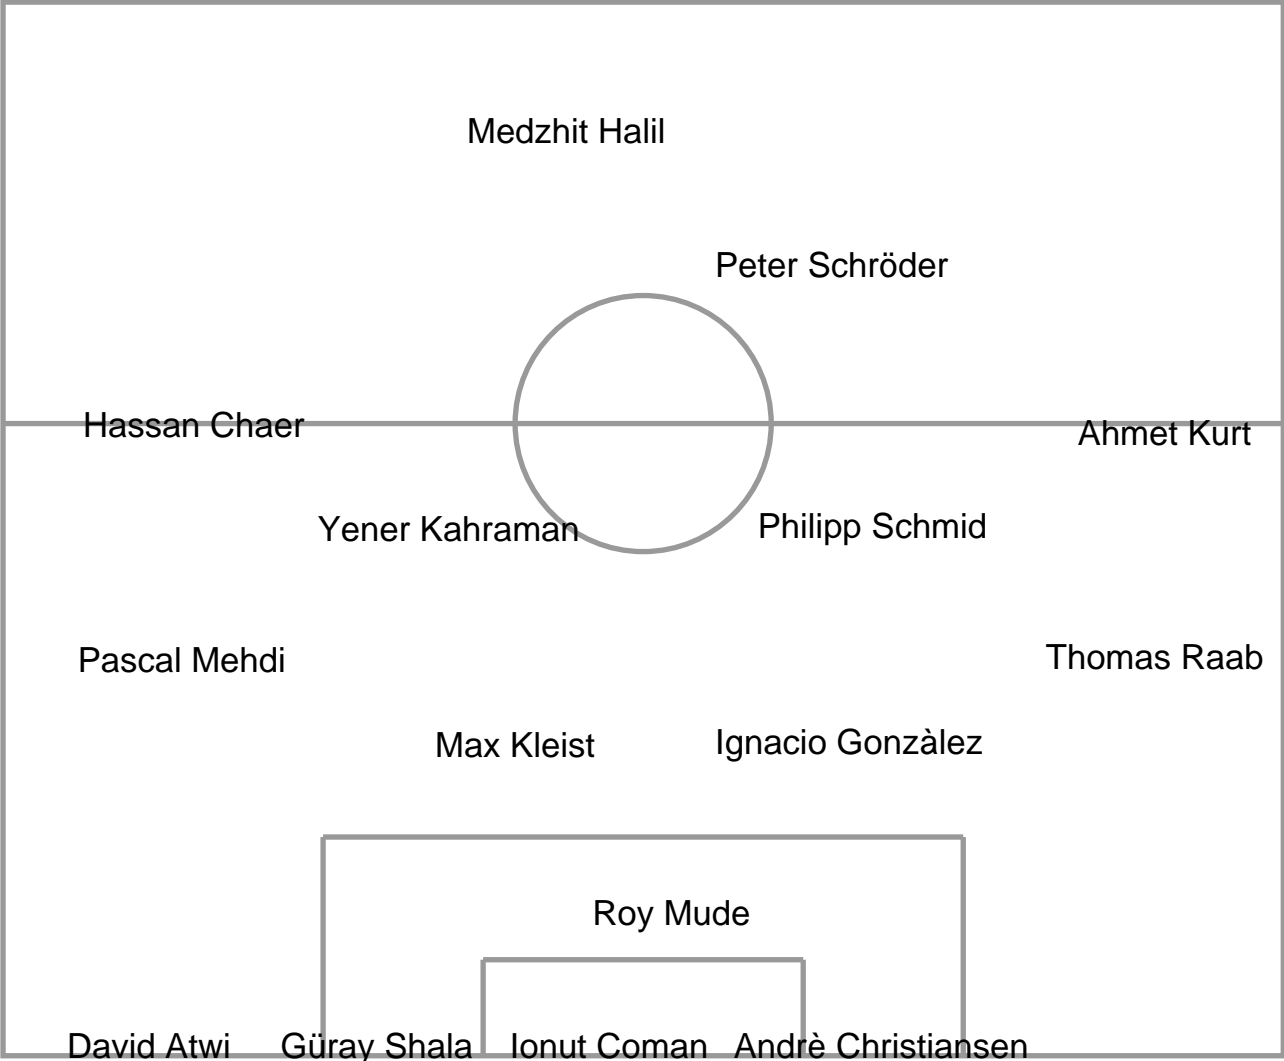 Medzhit Halil
Peter Schröder
Hassan Chaer
Ahmet Kurt
Yener Kahraman
Philipp Schmid
Pascal Mehdi
Thomas Raab
Max Kleist
Ignacio Gonzàlez
Roy Mude
David Atwi
Güray Shala
Ionut Coman
Andrè Christiansen